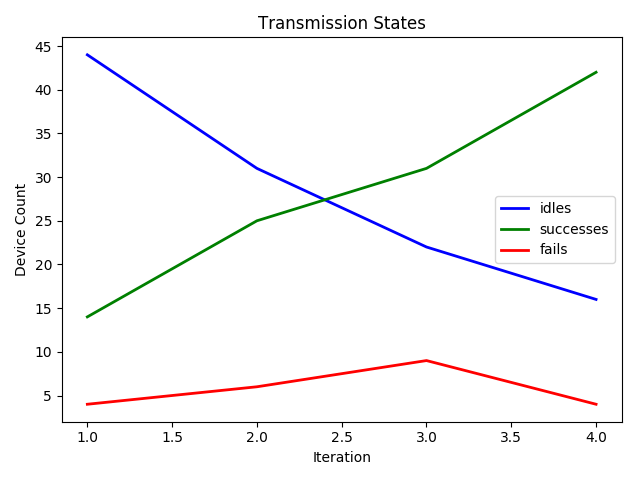 Transmission States
45
40
35
30
25
20
15
10
5
Device Count
idles
successes
fails
1.0 1.5 2.0 2.5 3.0 3.5 4.0
Iteration